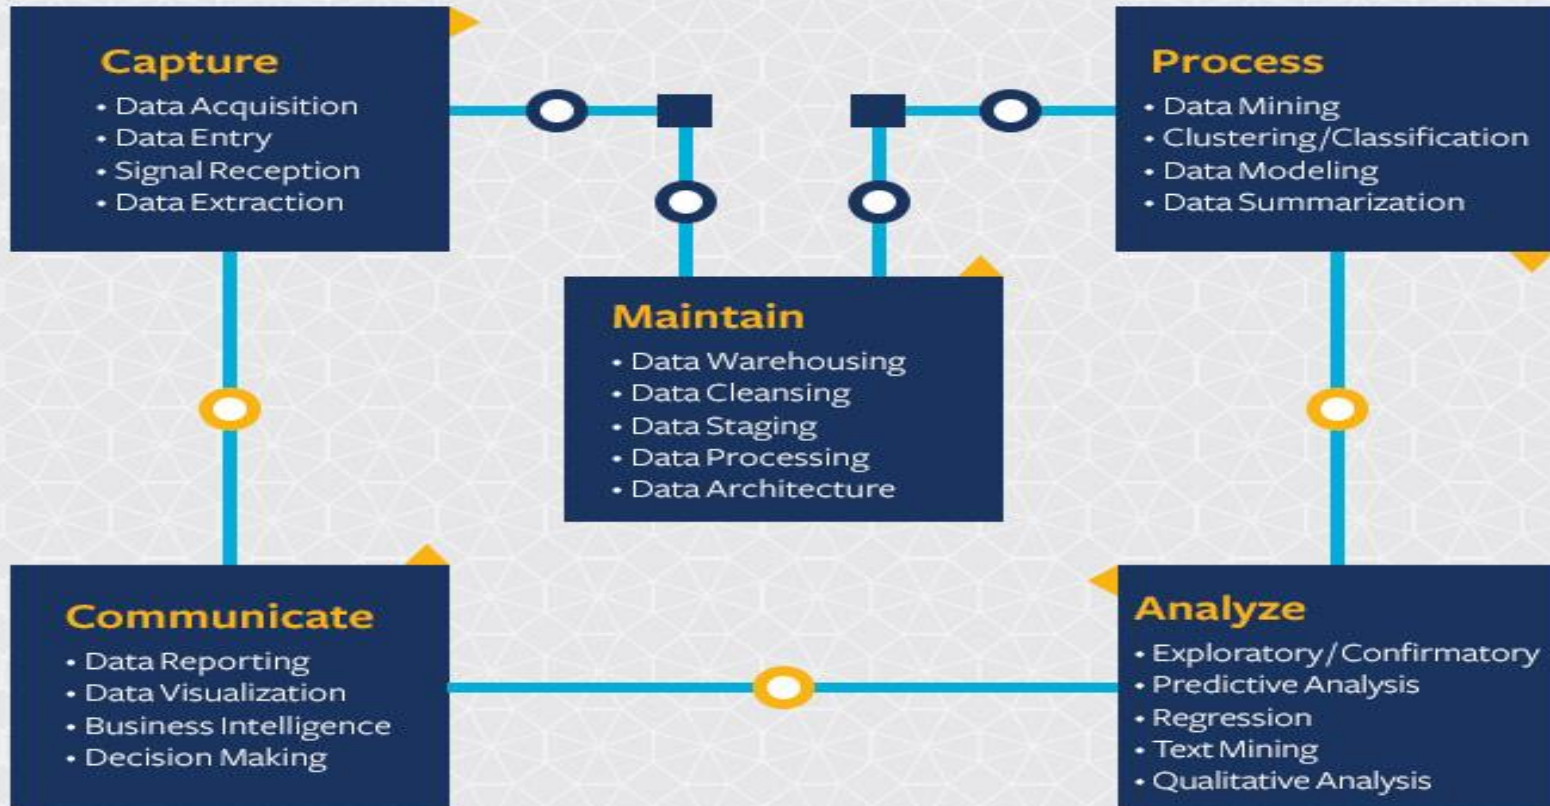 Capture
• Data Acquisition
• Data Entry
• Signal Reception
• Data Extraction
Process
• Data Mining
• Clustering/Classification
• Data Modeling
• Data Summarization
Maintain
• Data Warehousing
• Data Cleansing
• Data Staging
• Data Processing
• Data Architecture
Communicate
• Data Reporting
• Data Visualization
• Business Intelligence
• Decision Making
Analyze
• Exploratory/Confirmatory
• Predictive Analysis
• Regression
• Text Mining
• Qualitative Analysis